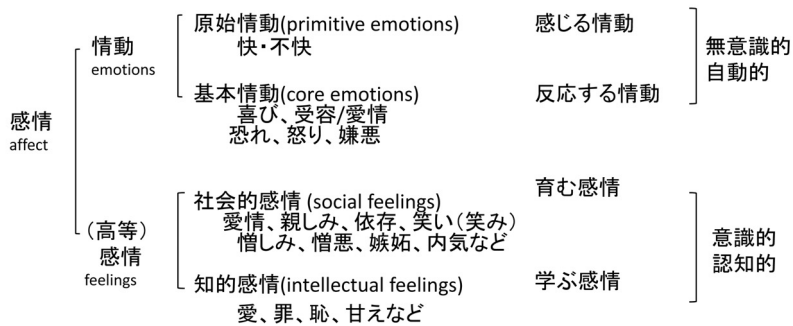 感情
affect
情動
emotions
原始情動(primitive emotions)
快・不快
感じる情動
基本情動(core emotions)
喜び、受容/愛情
恐れ、怒り、嫌悪
反応する情動
無意識的
自動的
（高等）
感情
feelings
社会的感情 (social feelings)
愛情、親しみ、依存、笑い（笑み）
憎しみ、憎悪、嫉妬、内気など
育む感情
知的感情(intellectual feelings)
愛、罪、恥、甘えなど
学ぶ感情
意識的
認知的